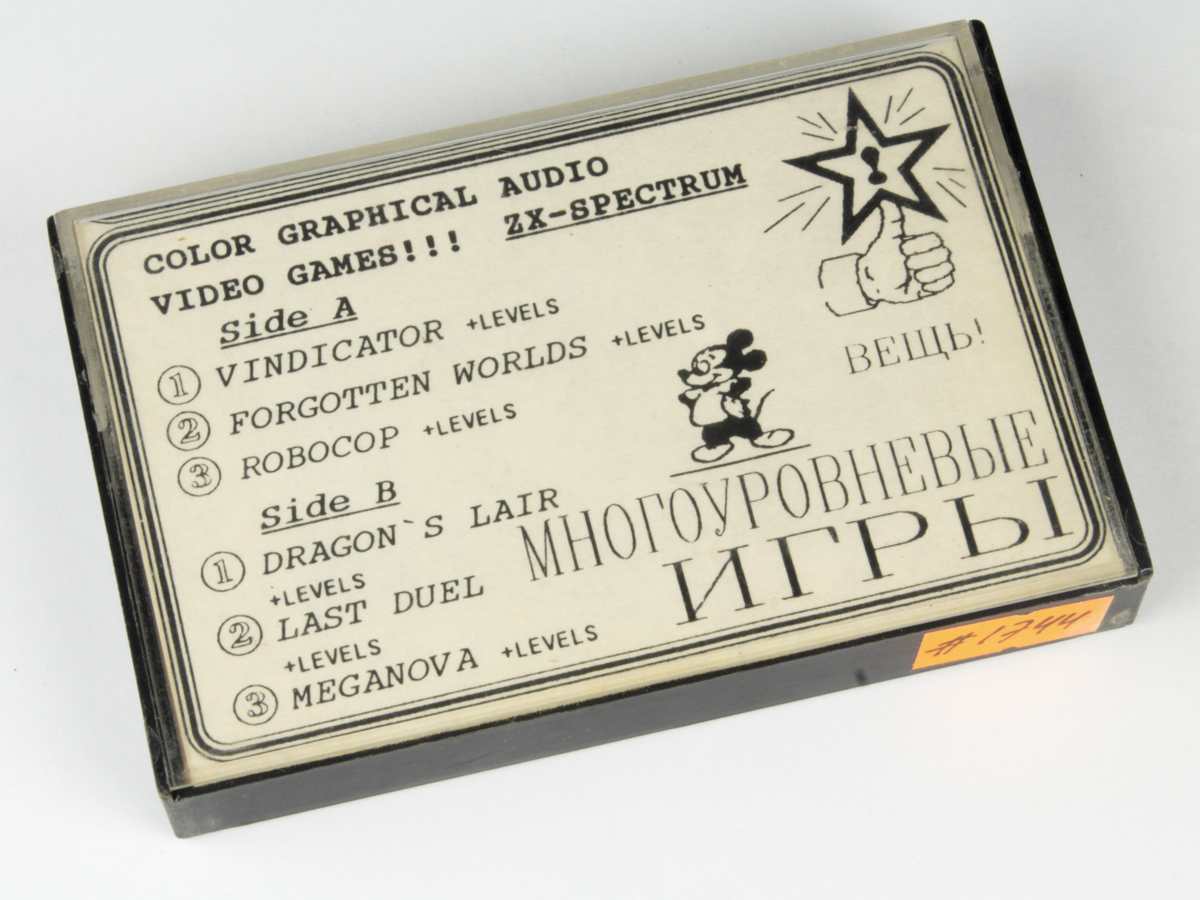 COLOR GRAPHICAL AUDIO
VIDEO GAMES!!! ZX-SPECTRUM
Side A
1 VINDICATOR +LEVELS
2 FORGOTTEN WORLDS +LEVELS
3 ROBOCOP +LEVELS
Side B
1 DRAGON`S LAIR
+LEVELS
2 LAST DUEL
+LEVELS
3 MEGANOVA +LEVELS
ВЕЩЬ!
МНОГОУРОВНЕВЫЕ
ИГРЫ
#1744